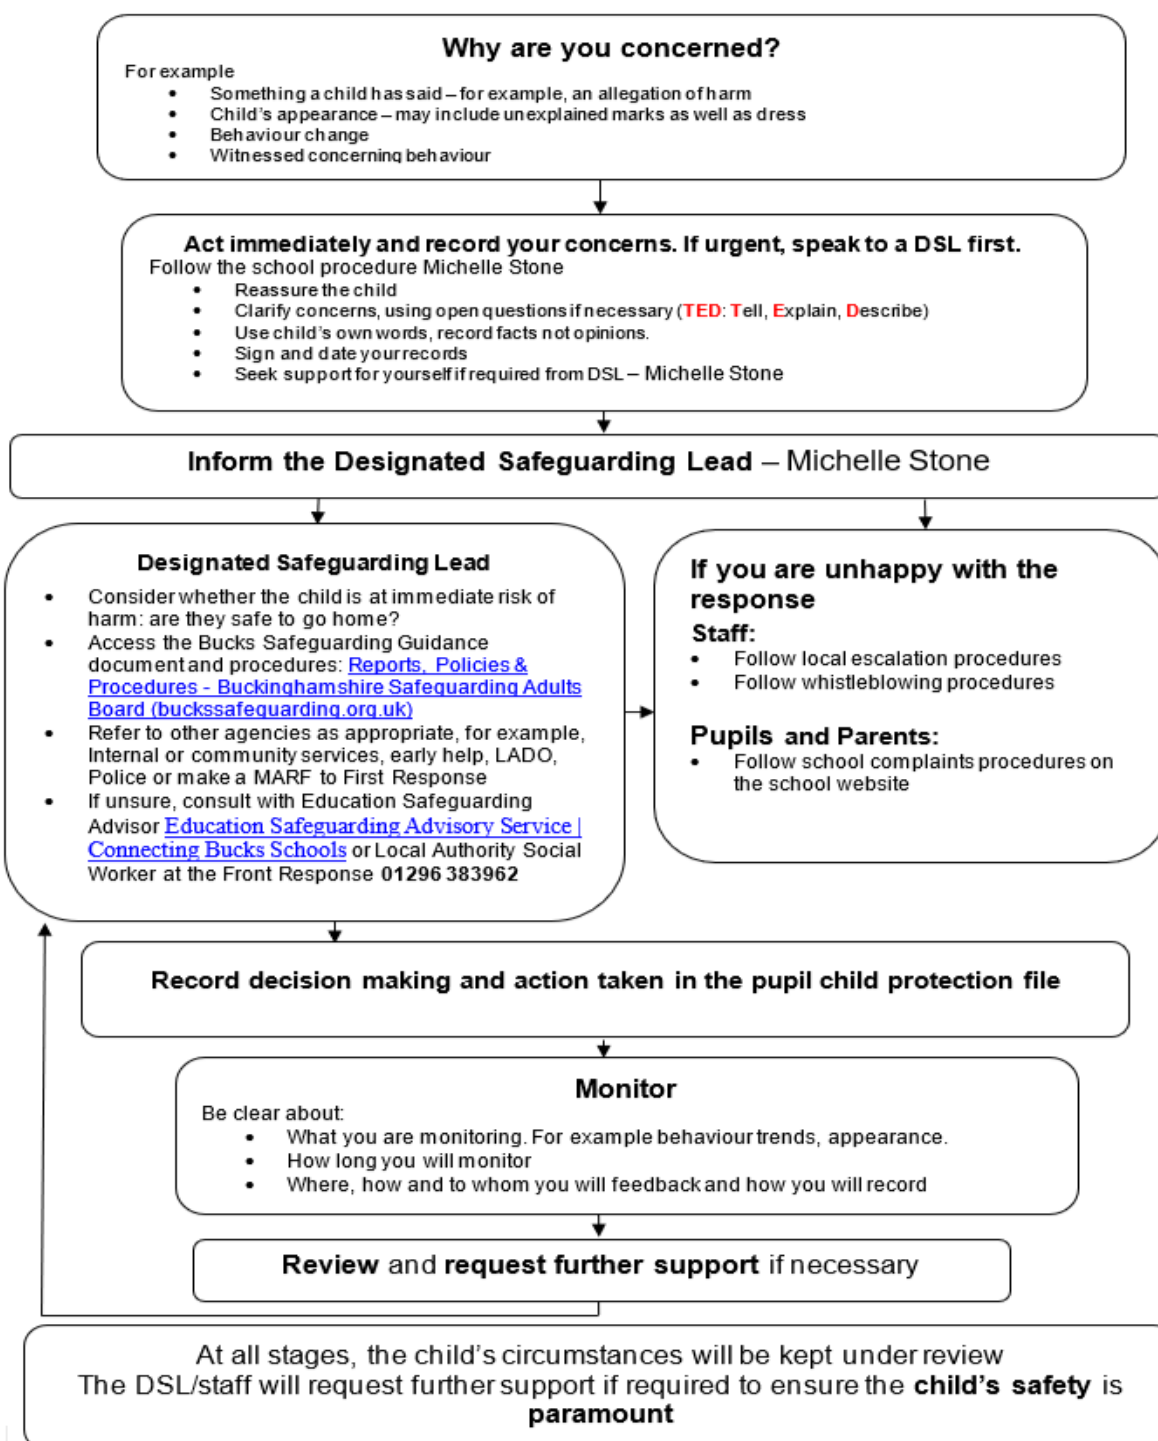 Why are you concerned?
For example
• Something a child has said – for example, an allegation of harm
• Child's appearance – may include unexplained marks as well as dress
• Behaviour change
• Witnessed concerning behaviour
Act immediately and record your concerns. If urgent, speak to a DSL first.
Follow the school procedure Michelle Stone
• Reassure the child
• Clarify concerns, using open questions if necessary (TED: Tell, Explain, Describe)
• Use child's own words, record facts not opinions.
• Sign and date your records
• Seek support for yourself if required from DSL – Michelle Stone
Inform the Designated Safeguarding Lead – Michelle Stone
Designated Safeguarding Lead
• Consider whether the child is at immediate risk of
harm: are they safe to go home?
• Access the Bucks Safeguarding Guidance
document and procedures: Reports, Policies &
Procedures - Buckinghamshire Safeguarding Adults
Board (buckssafeguarding.org.uk)
• Refer to other agencies as appropriate, for example,
Internal or community services, early help, LADO,
Police or make a MARF to First Response
• If unsure, consult with Education Safeguarding
Advisor Education Safeguarding Advisory Service |
Connecting Bucks Schools or Local Authority Social
Worker at the Front Response 01296 383962
If you are unhappy with the
response
Staff:
• Follow local escalation procedures
• Follow whistleblowing procedures
Pupils and Parents:
• Follow school complaints procedures on
the school website
Record decision making and action taken in the pupil child protection file
Monitor
Be clear about:
• What you are monitoring. For example behaviour trends, appearance.
• How long you will monitor
• Where, how and to whom you will feedback and how you will record
Review and request further support if necessary
At all stages, the child's circumstances will be kept under review
The DSL/staff will request further support if required to ensure the child's safety is
paramount